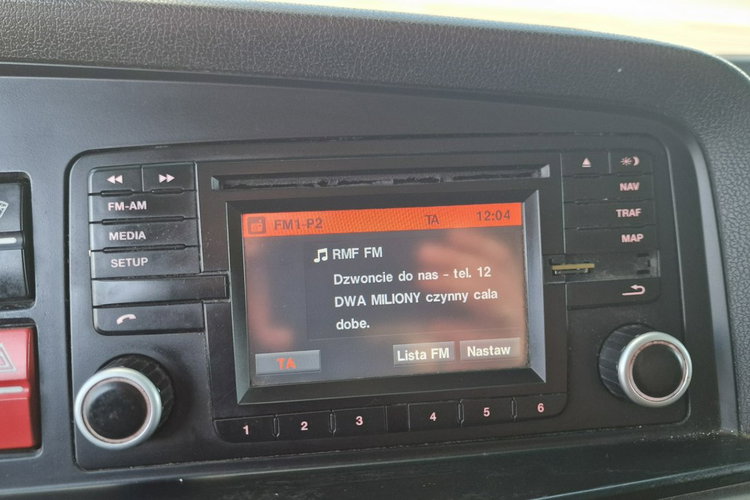 FM-AM
MEDIA
SETUP
FM1-P2 TA 12:04
RMF FM
Dzwoncie do nas - tel. 12
DWA MILIONY czynny cala
dobe.
TA Lista FM Nastaw
NAV
TRAF
MAP
1 2 3 4 5 6